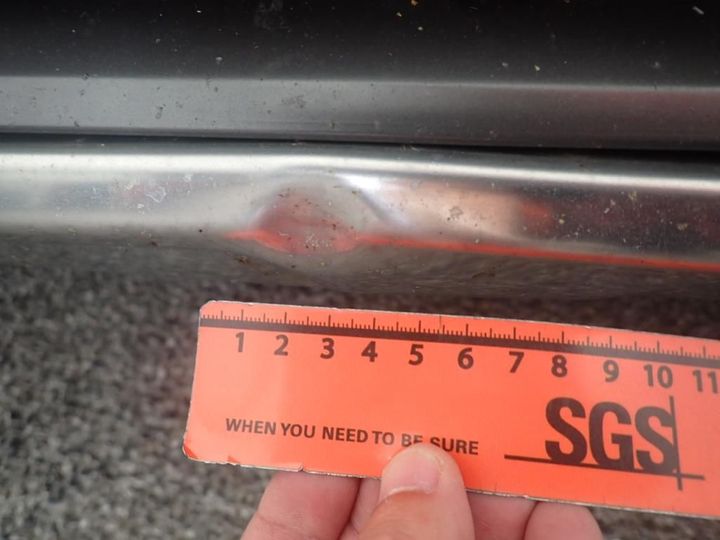 1 2 3 4 5 6 7 8 9 10 11
WHEN YOU NEED TO BE SURE
SGS